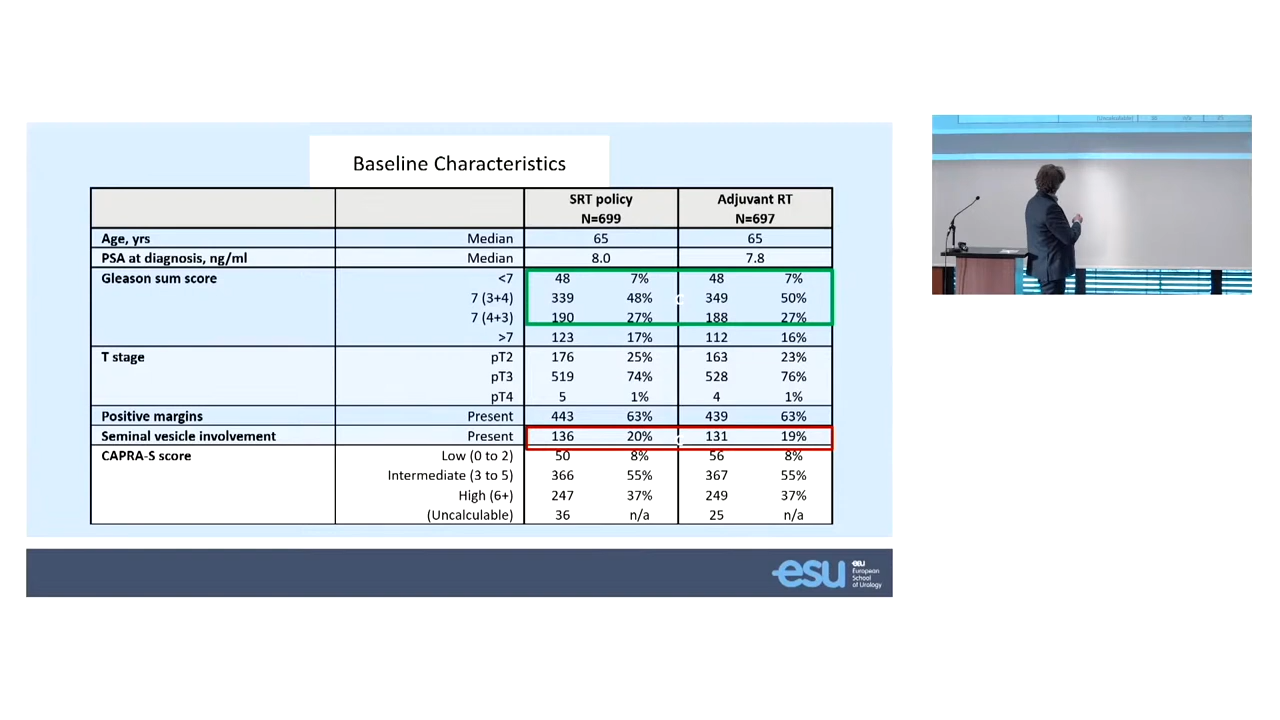 Baseline Characteristics
SRT policy Adjuvant RT
N=699 N=697
Age, yrs Median 65 65
PSA at diagnosis, ng/ml Median 8.0 7.8
Gleason sum score <7 48 7% 48 7%
7 (3+4) 339 48% 349 50%
7 (4+3) 190 27% 188 27%
>7 123 17% 112 16%
T stage pT2 176 25% 163 23%
pT3 519 74% 528 76%
pT4 5 1% 4 1%
Positive margins Present 443 63% 439 63%
Seminal vesicle involvement Present 136 20% 131 19%
CAPRA-S score Low (0 to 2) 50 8% 56 8%
Intermediate (3 to 5) 366 55% 367 55%
High (6+) 247 37% 249 37%
(Uncalculable) 36 n/a 25 n/a
esu
eau
European
School
of Urology
(Uncalculable) 36 n/a 25